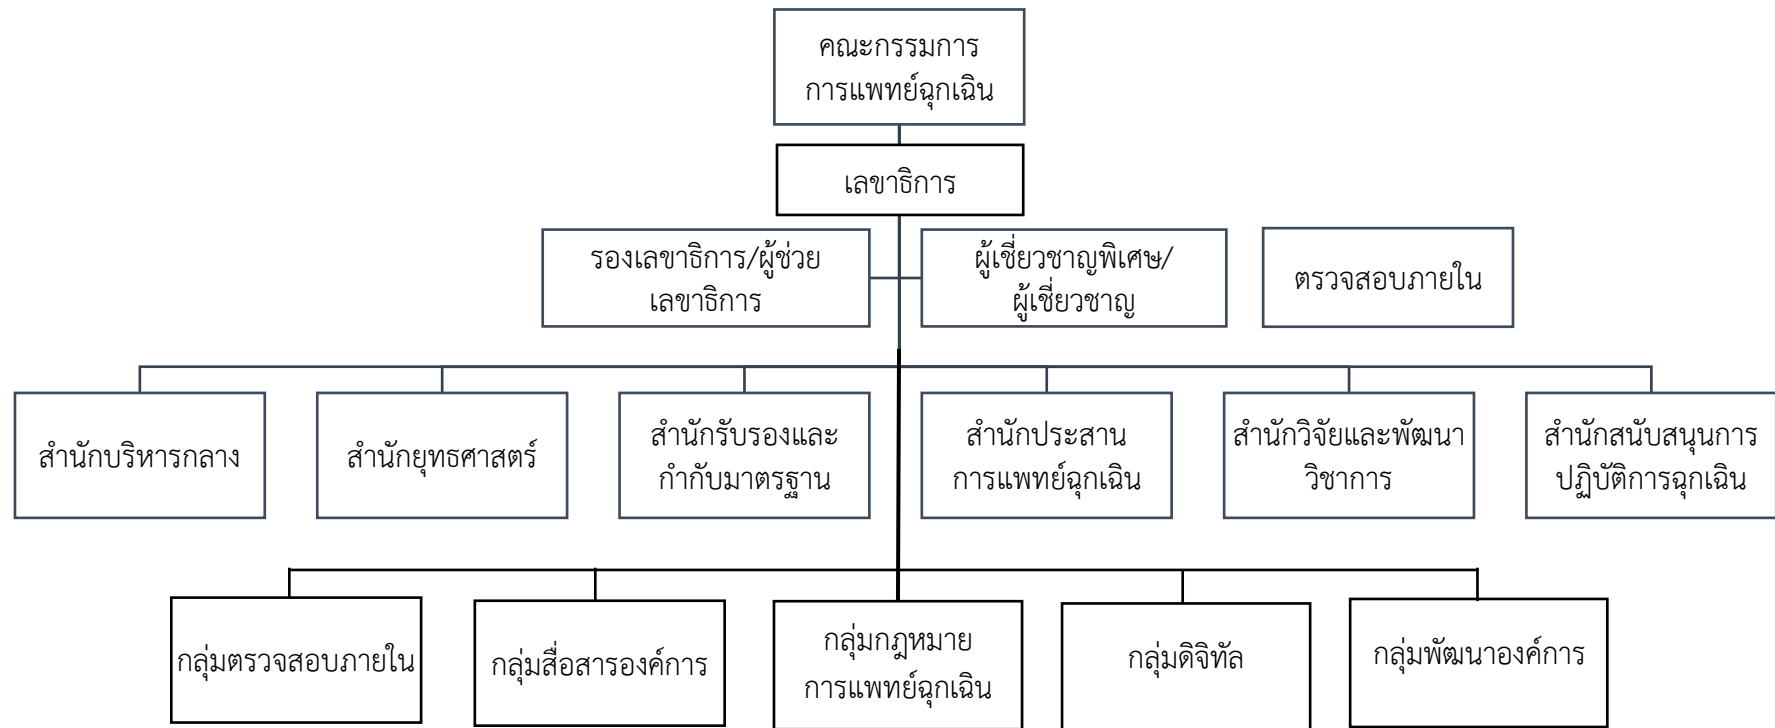 คณะกรรมการ
การแพทย์ฉุกเฉิน
เลขาธิการ
รองเลขาธิการ/ผู้ช่วย
เลขาธิการ
ผู้เชี่ยวชาญพิเศษ/
ผู้เชี่ยวชาญ
ตรวจสอบภายใน
สำนักบริหารกลาง
สำนักยุทธศาสตร์
สำนักรับรองและ
กำกับมาตรฐาน
สำนักประสาน
การแพทย์ฉุกเฉิน
สำนักวิจัยและพัฒนา
วิชาการ
สำนักสนับสนุนการ
ปฏิบัติการฉุกเฉิน
กลุ่มตรวจสอบภายใน
กลุ่มสื่อสารองค์การ
กลุ่มกฎหมาย
การแพทย์ฉุกเฉิน
กลุ่มดิจิทัล
กลุ่มพัฒนาองค์การ